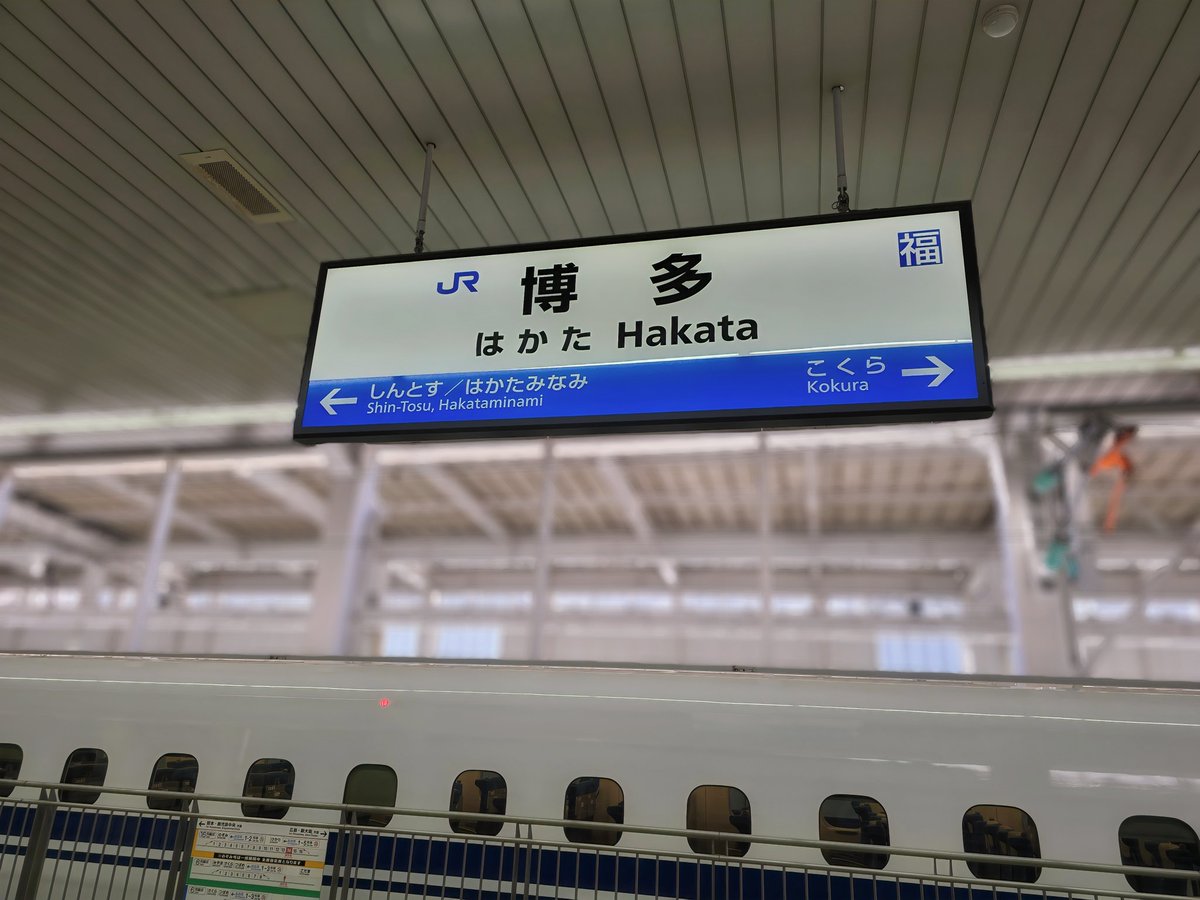 JR 博多 福
はかた Hakata
← しんとす／はかたみなみ
Shin-Tosu, Hakataminami
こくら →
Kokura